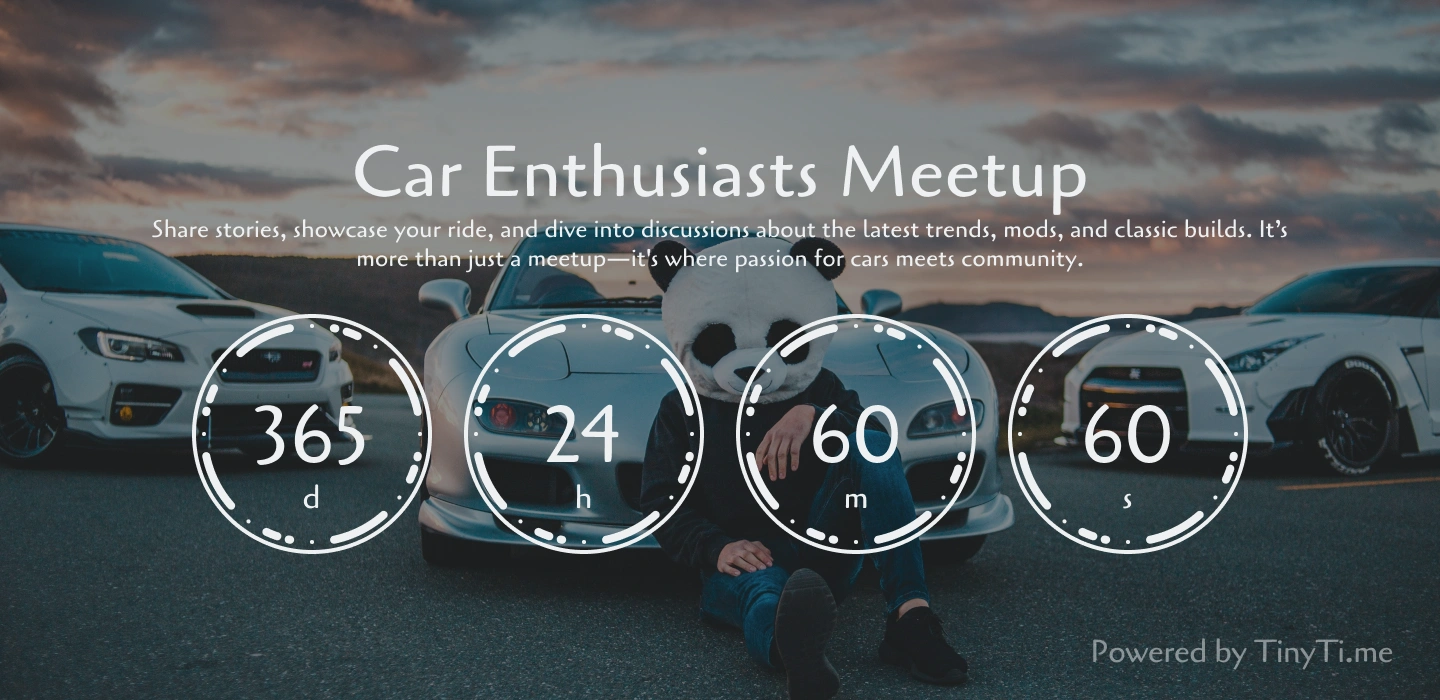 Car Enthusiasts Meetup
Share stories, showcase your ride, and dive into discussions about the latest trends, mods, and classic builds. It’s
more than just a meetup—it's where passion for cars meets community.
365
24
60
60
d
h
m
s
Powered by TinyTi.me